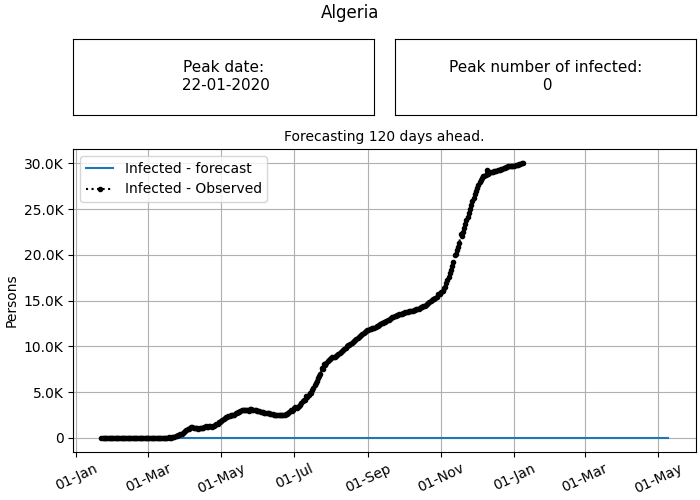 Algeria
Peak date:
22-01-2020
Peak number of infected:
0
Forecasting 120 days ahead.
Infected - forecast
Infected - Observed
30.0K
25.0K
20.0K
15.0K
10.0K
5.0K
0
Persons
01-Jan
01-Mar
01-May
01-Jul
01-Sep
01-Nov
01-Jan
01-Mar
01-May